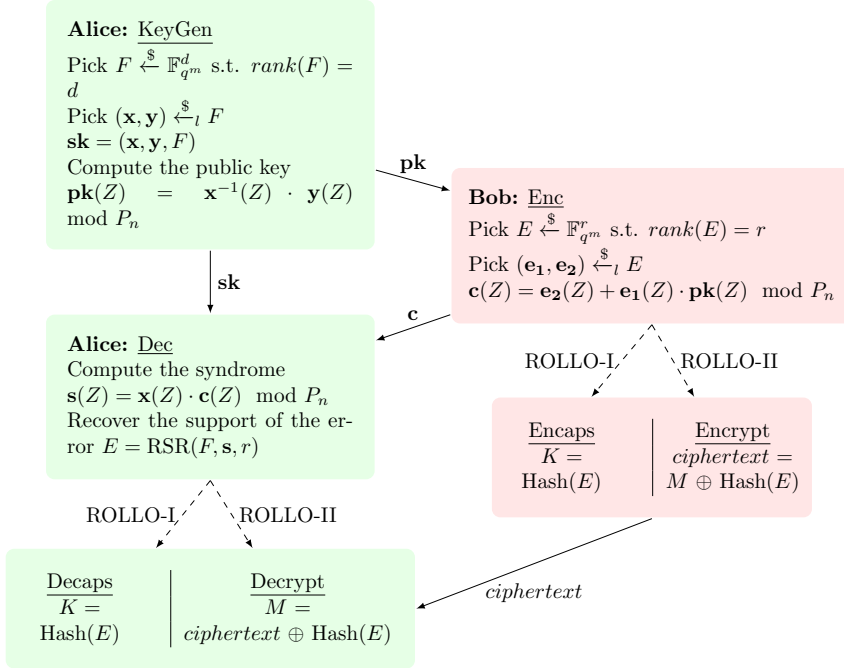 Alice: KeyGen
Pick F ←$ 𝔽_{q^m}^d s.t. rank(F) =
d
Pick (x, y) ←$_l F
sk = (x, y, F)
Compute the public key
pk(Z) = x^{-1}(Z) · y(Z)
mod P_n
pk
Bob: Enc
Pick E ←$ 𝔽_{q^m}^r s.t. rank(E) = r
Pick (e_1, e_2) ←$_l E
c(Z) = e_2(Z) + e_1(Z) · pk(Z) mod P_n
sk
c
Alice: Dec
Compute the syndrome
s(Z) = x(Z) · c(Z) mod P_n
Recover the support of the er-
ror E = RSR(F, s, r)
ROLLO-I
ROLLO-II
Encaps
K =
Hash(E)
Encrypt
ciphertext =
M ⊕ Hash(E)
ROLLO-I
ROLLO-II
Decaps
K =
Hash(E)
Decrypt
M =
ciphertext ⊕ Hash(E)
ciphertext